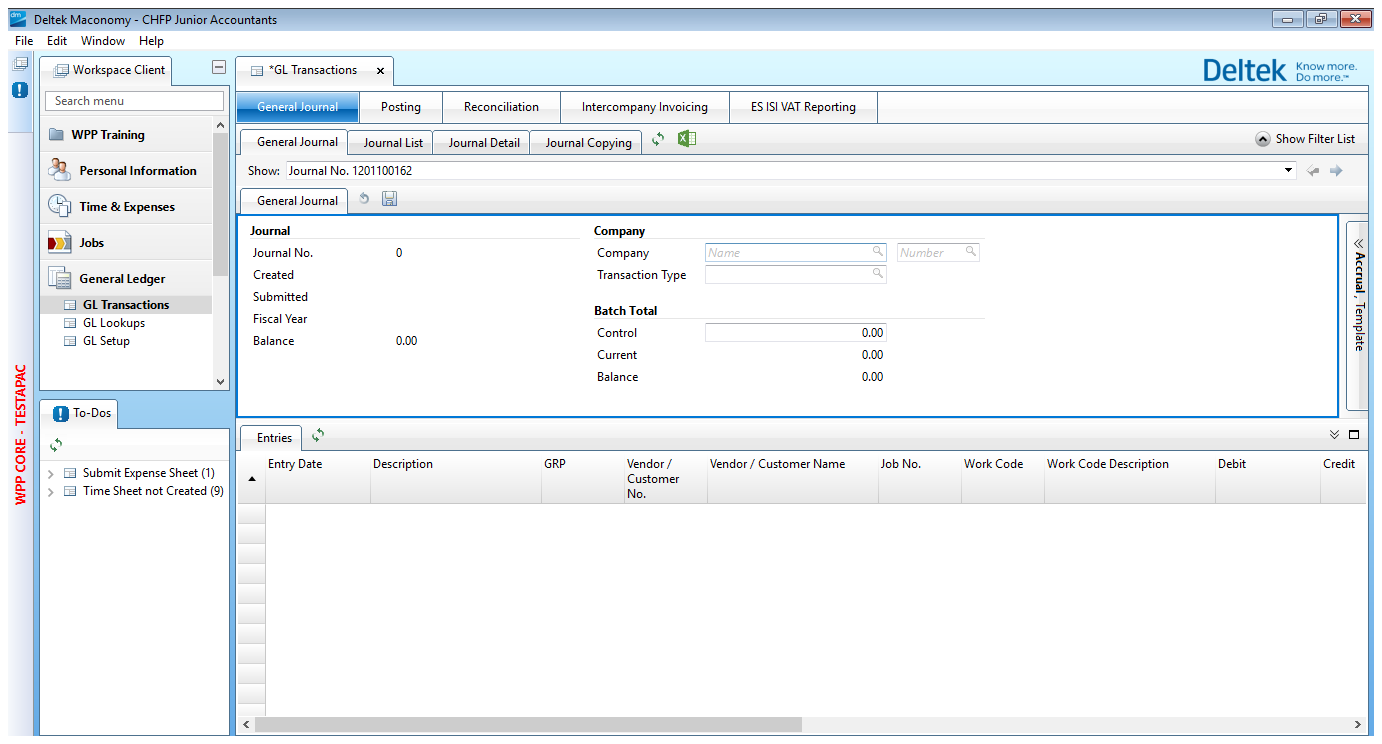 dm Deltek Maconomy - CHFP Junior Accountants
File Edit Window Help
Workspace Client
*GL Transactions x
Deltek Know more.
Do more.™
Search menu
General Journal Posting Reconciliation Intercompany Invoicing ES ISI VAT Reporting
WPP Training
General Journal Journal List Journal Detail Journal Copying Show Filter List
Personal Information
Show: Journal No. 1201100162
Time & Expenses
General Journal
Jobs
Journal Company
Journal No. 0 Company Name Number
General Ledger
Created Transaction Type
GL Transactions
Submitted
GL Lookups
Fiscal Year Batch Total
GL Setup
Balance 0.00 Control 0.00
Current 0.00
Balance 0.00
Accrual, Template
WPP CORE - TESTAPAC
To-Dos
Entries
Submit Expense Sheet (1)
Time Sheet not Created (9)
Entry Date Description GRP Vendor / Vendor / Customer Name Job No. Work Code Work Code Description Debit Credit
Customer
No.